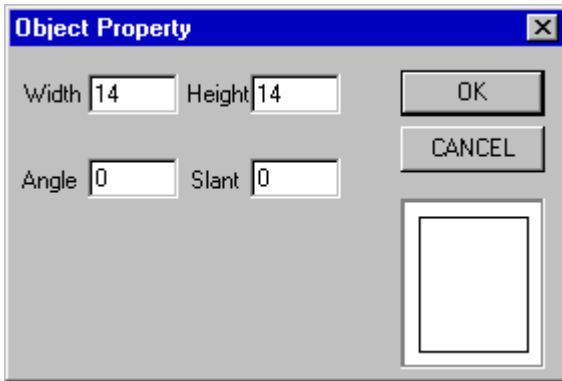 Object Property
Width 14 Height 14 OK
CANCEL
Angle 0 Slant 0